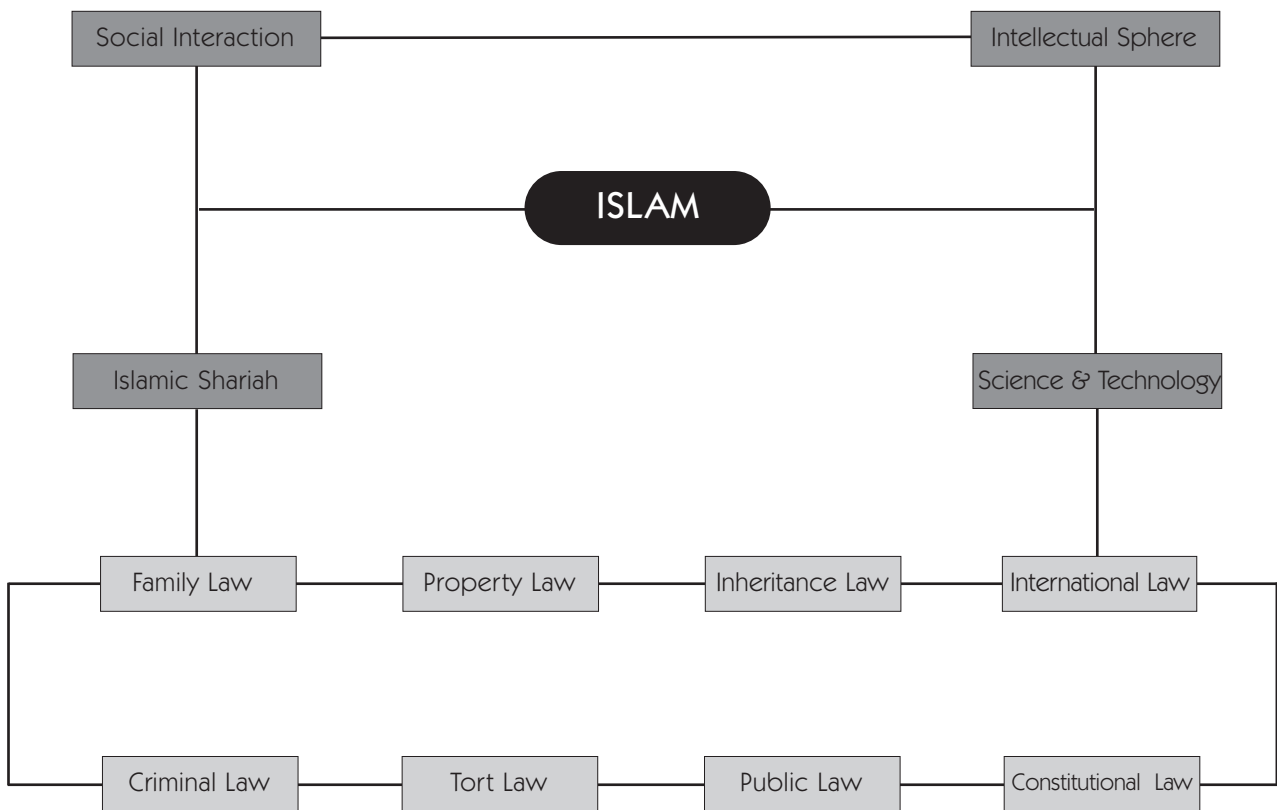 Social Interaction
Intellectual Sphere
ISLAM
Islamic Shariah
Science & Technology
Family Law
Property Law
Inheritance Law
International Law
Criminal Law
Tort Law
Public Law
Constitutional Law